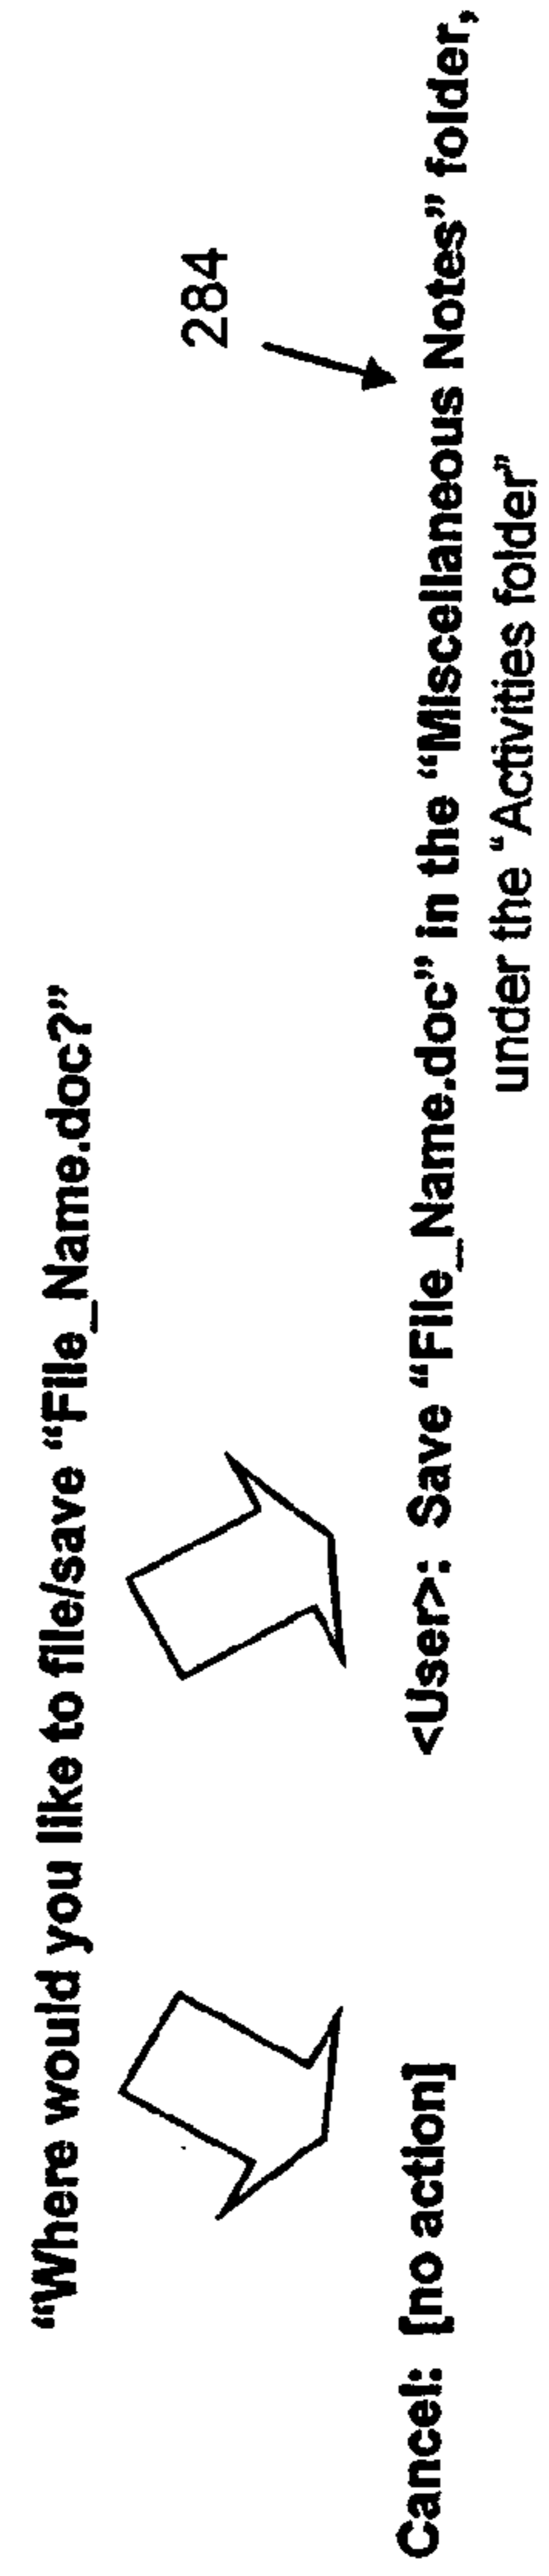 “Where would you like to file/save “File_Name.doc?”
284
Cancel: [no action]
<User>: Save “File_Name.doc” in the “Miscellaneous Notes” folder,
under the “Activities folder”